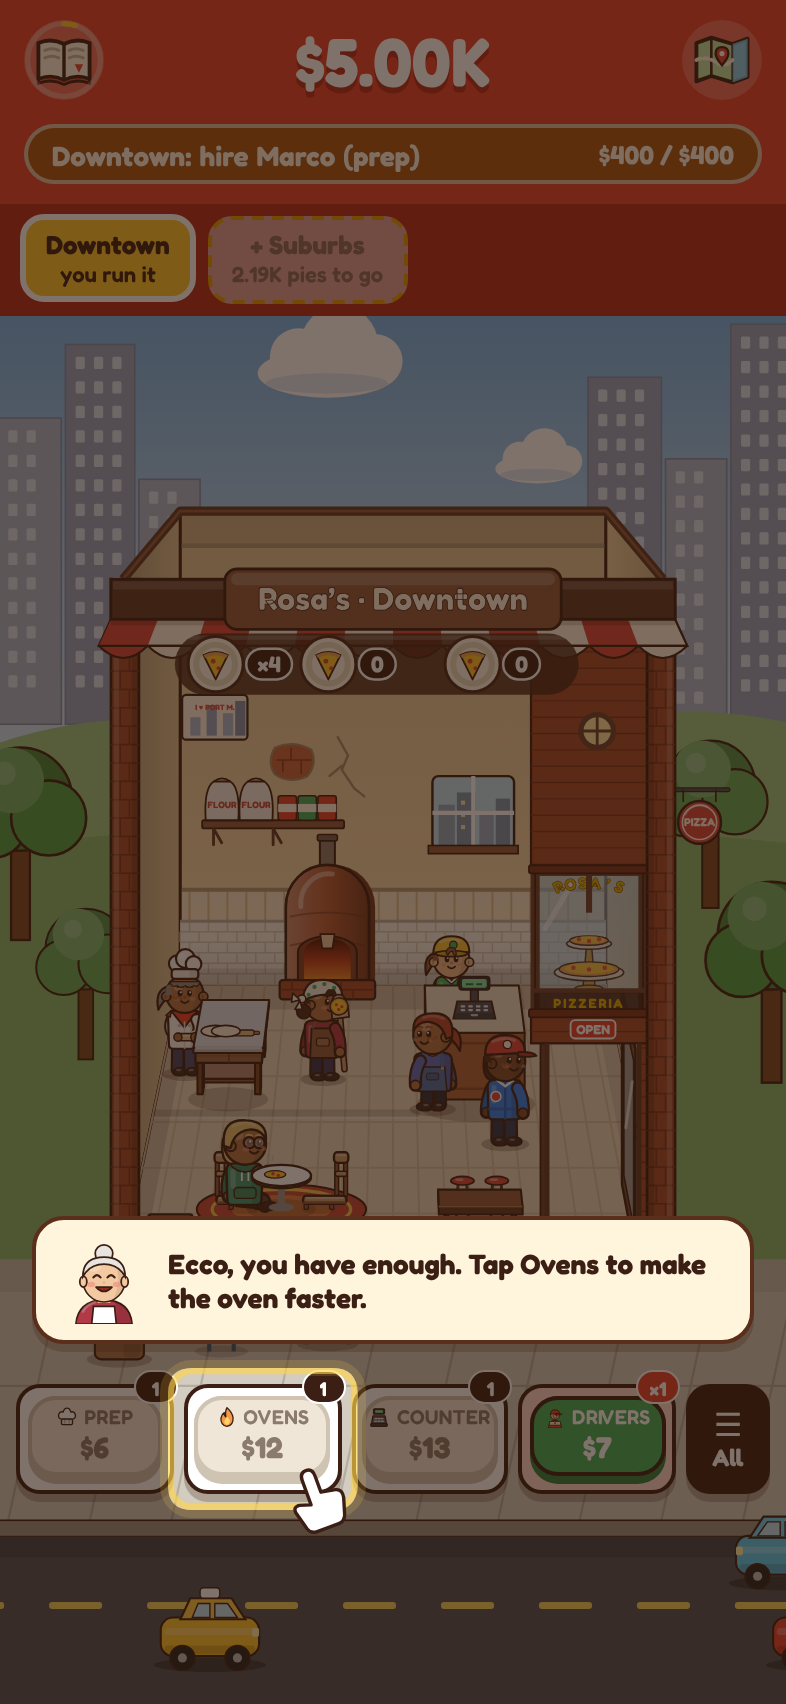 $5.00K
Downtown: hire Marco (prep)
$400 / $400
Downtown
you run it
+ Suburbs
2.19K pies to go
Rosa's · Downtown
x4
0
0
FLOUR
FLOUR
PIZZA
ROSA'S
PIZZERIA
OPEN
Ecco, you have enough. Tap Ovens to make
the oven faster.
1
PREP
$6
1
OVENS
$12
1
COUNTER
$13
x1
DRIVERS
$7
All